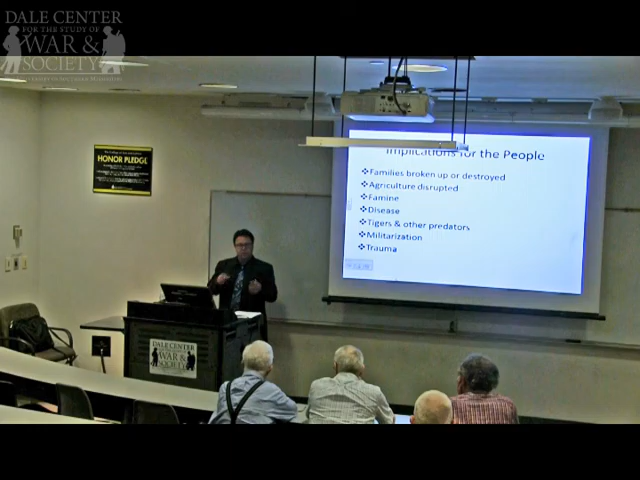 DALE CENTER
FOR THE STUDY OF
WAR &
SOCIETY
HONOR PLEDGE
Implications for the People
❖Families broken up or destroyed
❖Agriculture disrupted
❖Famine
❖Disease
❖Tigers & other predators
❖Militarization
❖Trauma
DALE CENTER
WAR &
SOCIETY